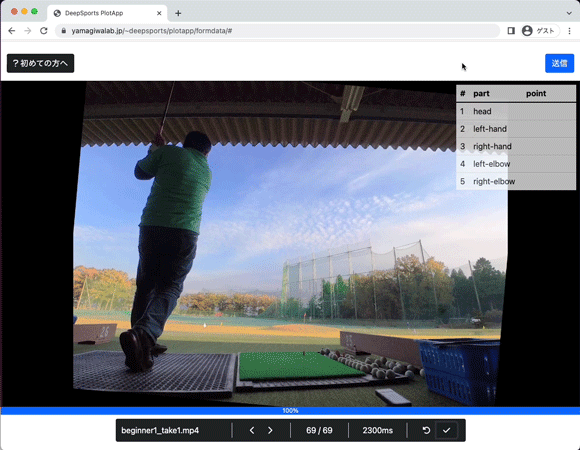 DeepSports PlotApp
yamagiwalab.jp/~deepsports/plotapp/formdata/#
ゲスト
? 初めての方へ
送信
# part point
1 head
2 left-hand
3 right-hand
4 left-elbow
5 right-elbow
100%
beginner1_take1.mp4 69 / 69 2300ms